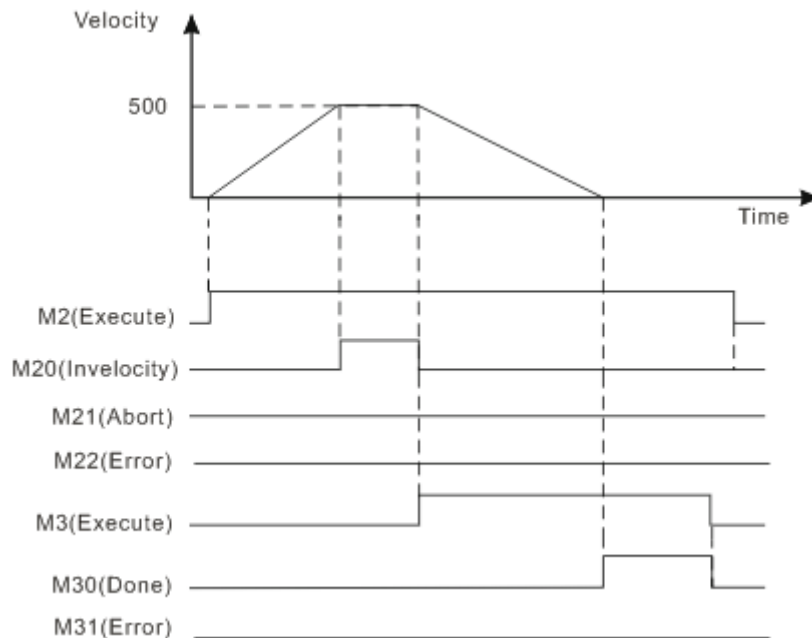 Velocity
500
Time
M2(Execute)
M20(Invelocity)
M21(Abort)
M22(Error)
M3(Execute)
M30(Done)
M31(Error)